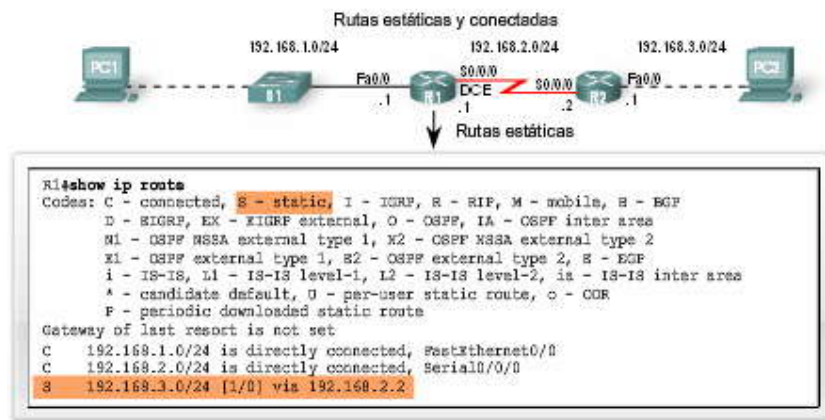 Rutas estáticas y conectadas
192.168.1.0/24 192.168.2.0/24 192.168.3.0/24
PC1 S1 Fa0/0 .1 R1 S0/0/0 DCE .1 S0/0/0 .2 R2 Fa0/0 .1 PC2
Rutas estáticas
R1#show ip route
Codes: C - connected, S - static, I - IGRP, R - RIP, M - mobile, B - BGP
D - EIGRP, EX - EIGRP external, O - OSPF, IA - OSPF inter area
N1 - OSPF NSSA external type 1, N2 - OSPF NSSA external type 2
E1 - OSPF external type 1, E2 - OSPF external type 2, E - EGP
i - IS-IS, L1 - IS-IS level-1, L2 - IS-IS level-2, ia - IS-IS inter area
* - candidate default, U - per-user static route, o - ODR
P - periodic downloaded static route
Gateway of last resort is not set
C 192.168.1.0/24 is directly connected, FastEthernet0/0
C 192.168.2.0/24 is directly connected, Serial0/0/0
S 192.168.3.0/24 [1/0] via 192.168.2.2